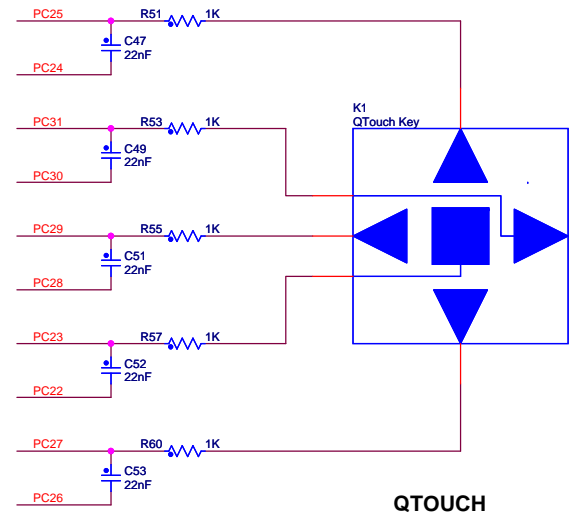 PC25 R51 1K
C47
22nF
PC24
K1
QTouch Key
PC31 R53 1K
C49
22nF
PC30
PC29 R55 1K
C51
22nF
PC28
PC23 R57 1K
C52
22nF
PC22
PC27 R60 1K
C53
22nF
PC26
QTOUCH